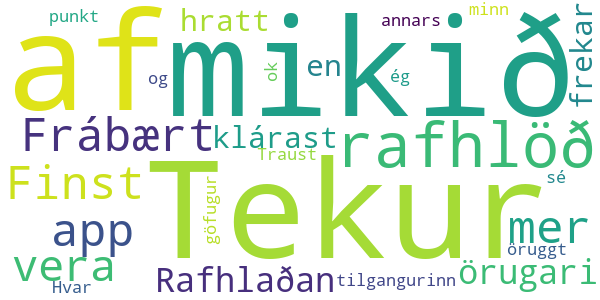 punkt
hratt
annars
minn
af
mikið
og
ok
en
ég
frekar
Frábært
klárast
rafhlöð
Traust
Finst
Tekur
sé
göfugur
app
mer
öruggt
vera
Hvar
Rafhlaðan
tilgangurinn
örugari